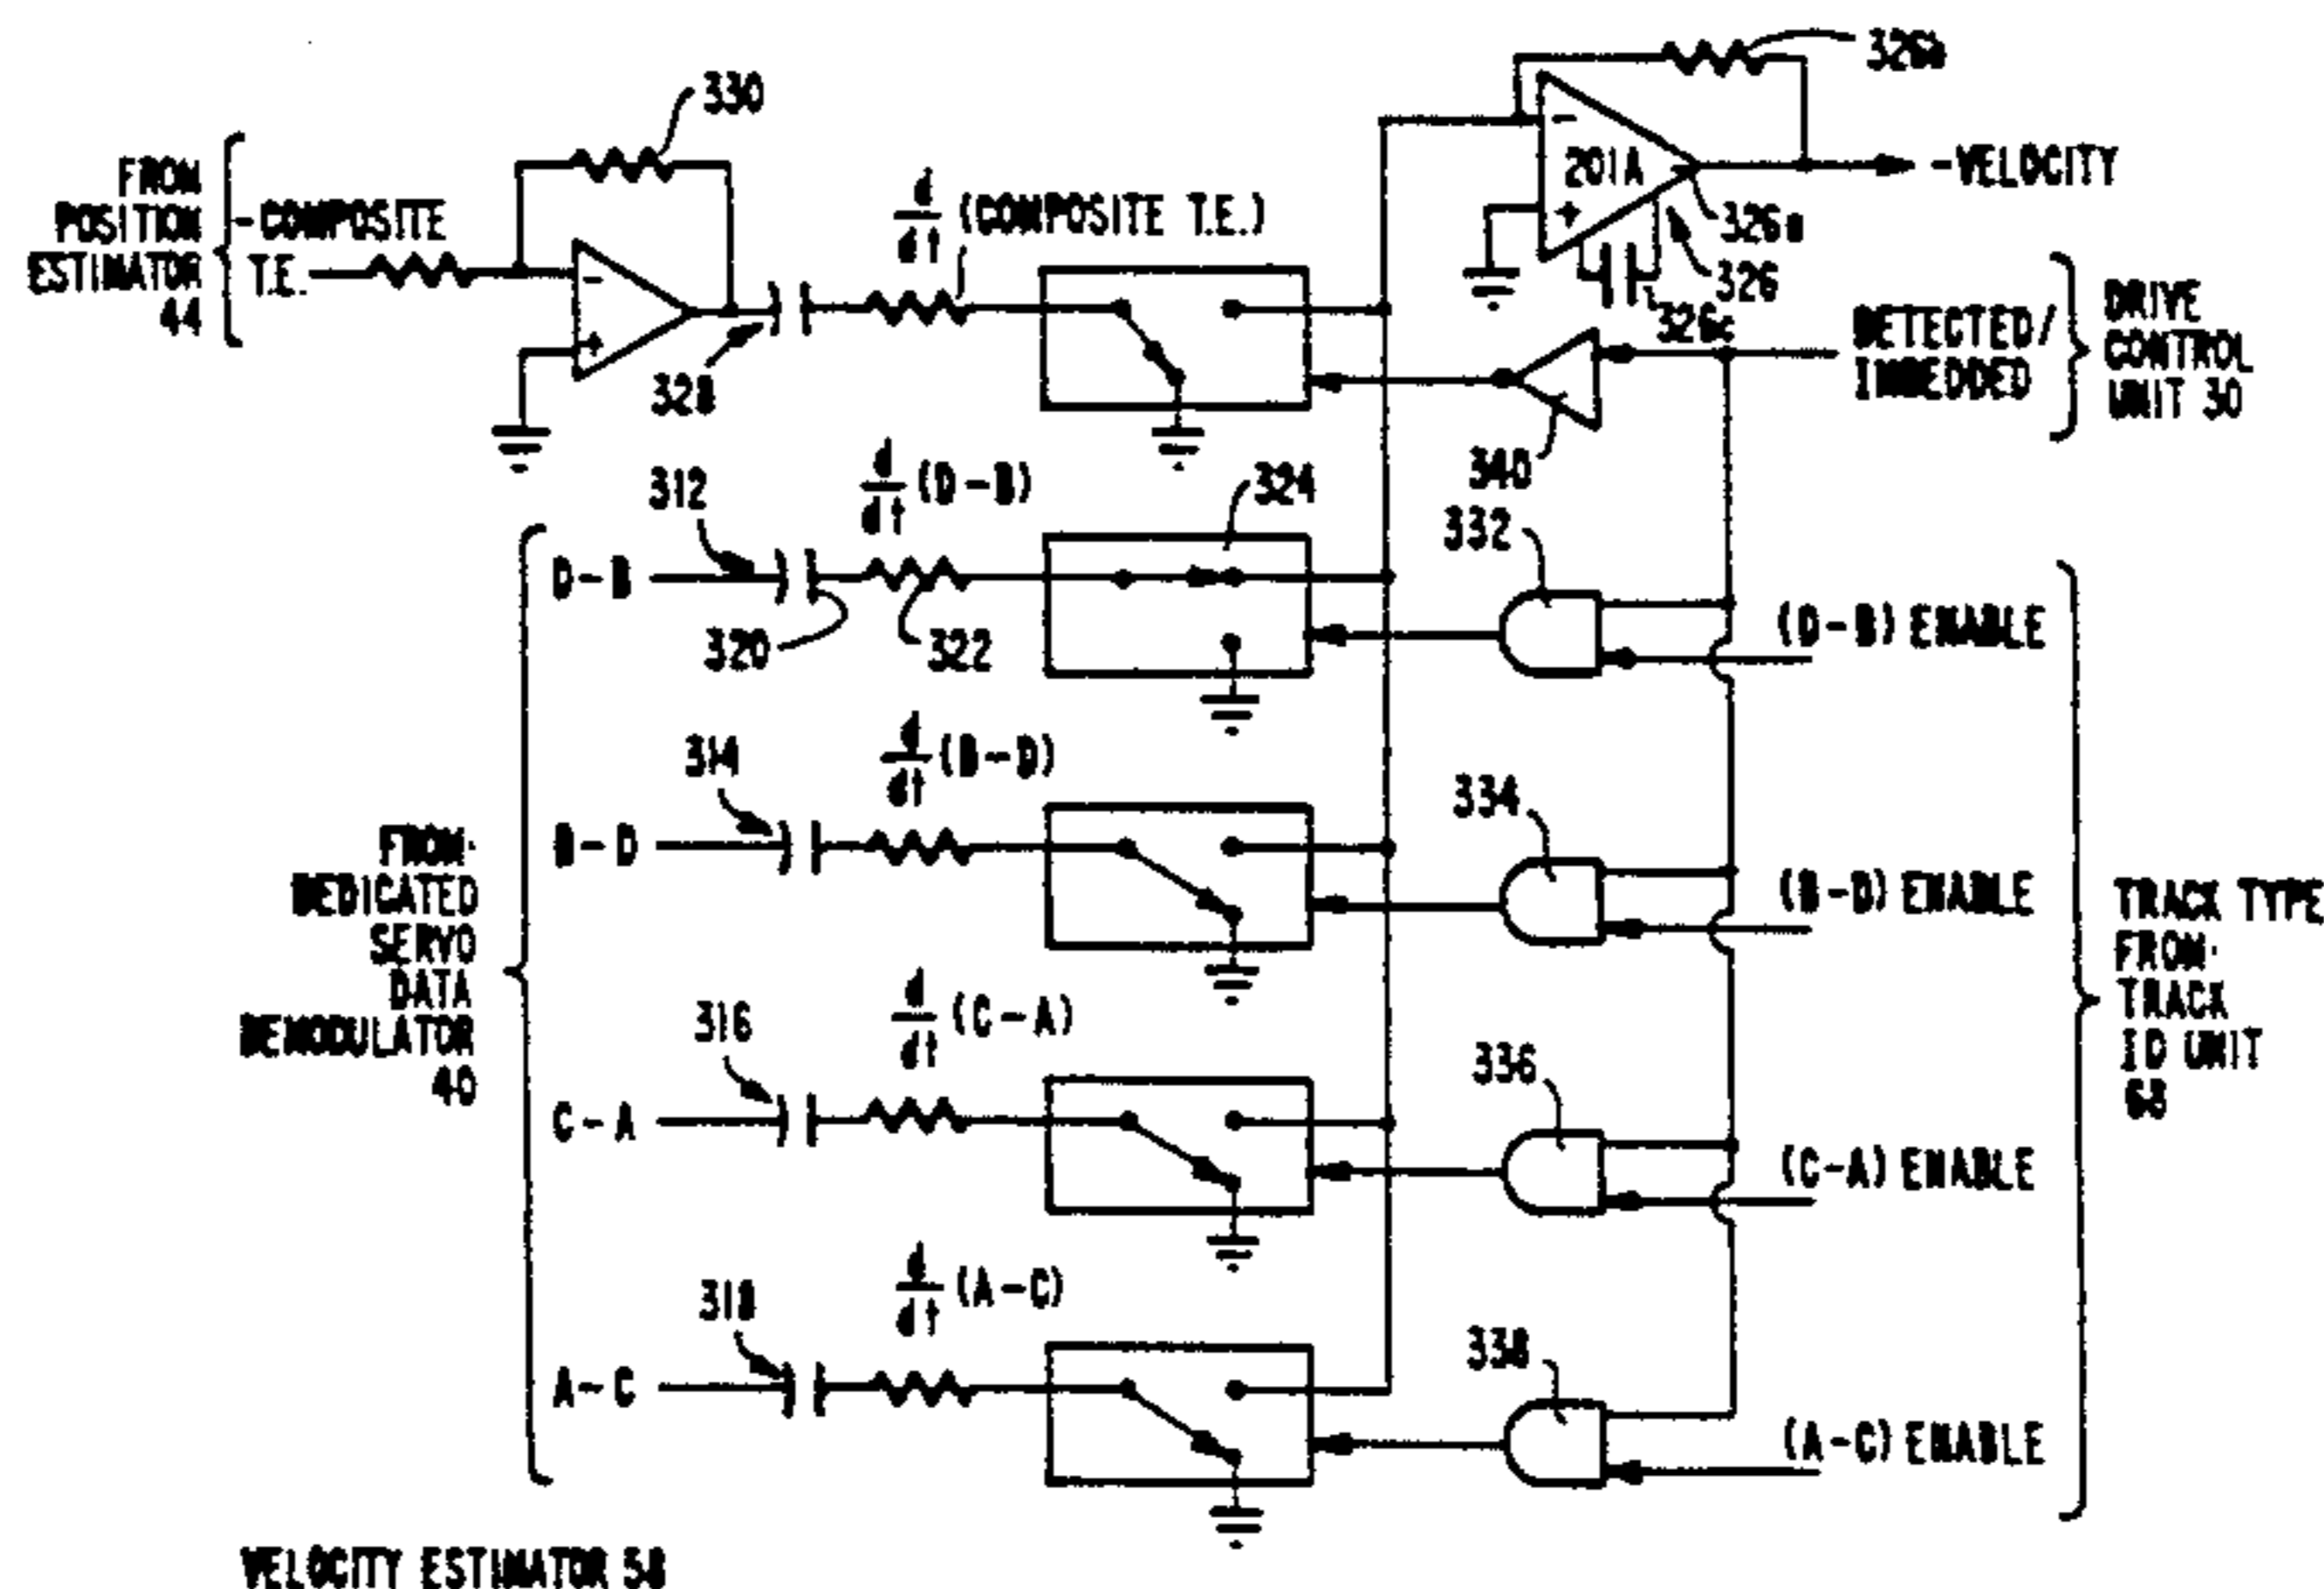 330
326b
FROM
POSITION
ESTIMATOR
44
-COMPOSITE
T.E.
d/dt (COMPOSITE T.E.)
-
+
328
-
201A
+
-VELOCITY
326a
326
326c
DETECTED/
IMBEDDED
DRIVE
CONTROL
UNIT 30
340
312
d/dt (D-B)
324
332
D-B
320
322
(D-B) ENABLE
314
d/dt (B-D)
334
B-D
(B-D) ENABLE
FROM
DEDICATED
SERVO
DATA
DEMODULATOR
40
TRACK TYPE
FROM
TRACK
ID UNIT
68
316
d/dt (C-A)
336
C-A
(C-A) ENABLE
318
d/dt (A-C)
338
A-C
(A-C) ENABLE
VELOCITY ESTIMATOR 58